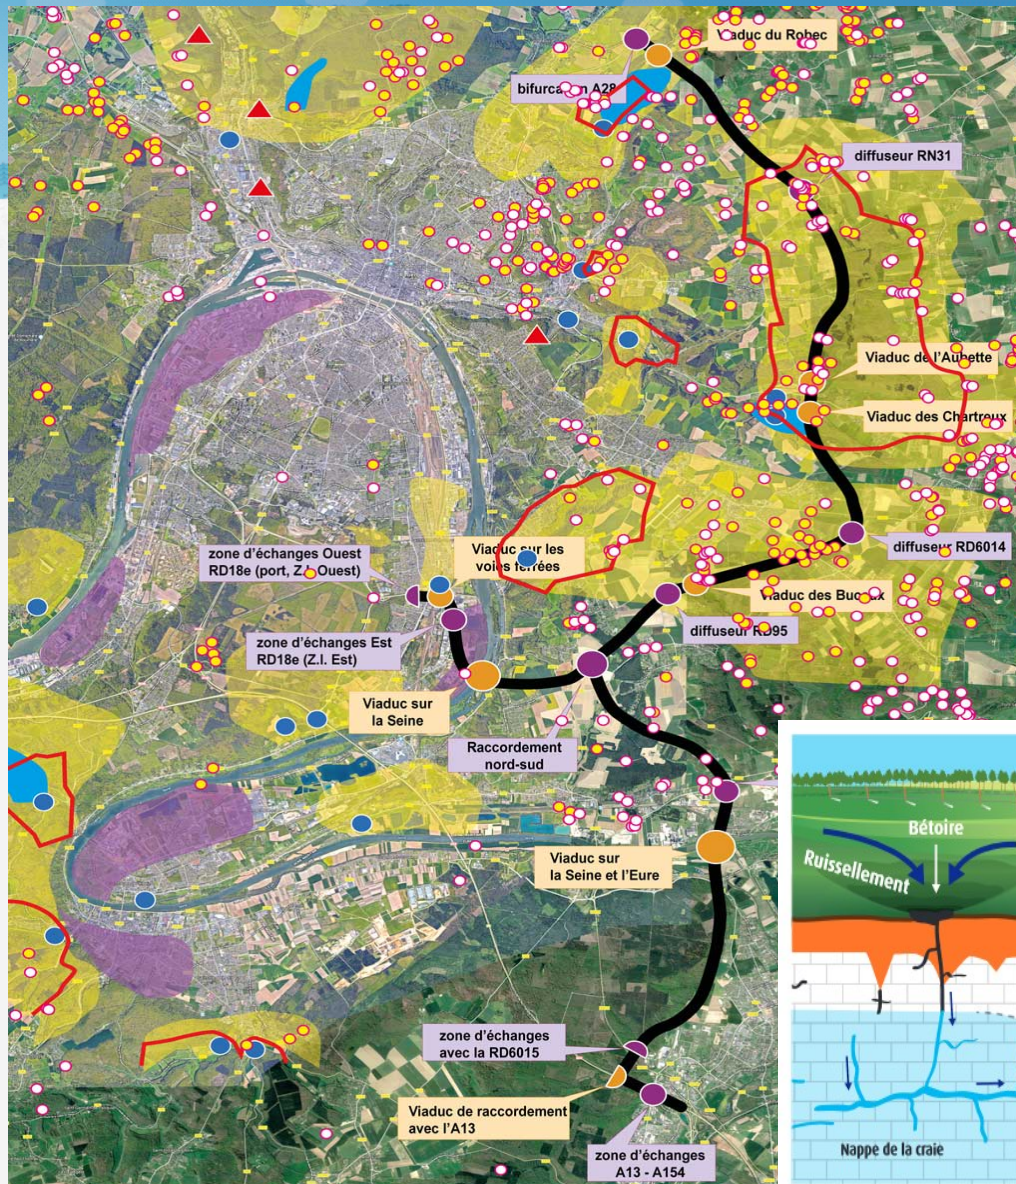 Viaduc du Robec
bifurcation A28
diffuseur RN31
Viaduc de l'Aubette
Viaduc des Chartreux
zone d'échanges Ouest
RD18e (port, Z.I. Ouest)
Viaduc sur les
voies ferrées
diffuseur RD6014
Viaduc des Bucaux
zone d'échanges Est
RD18e (Z.I. Est)
diffuseur RD95
Viaduc sur
la Seine
Raccordement
nord-sud
Viaduc sur
la Seine et l'Eure
zone d'échanges
avec la RD6015
Viaduc de raccordement
avec l'A13
zone d'échanges
A13 - A154
Bétoire
Ruissellement
Nappe de la craie